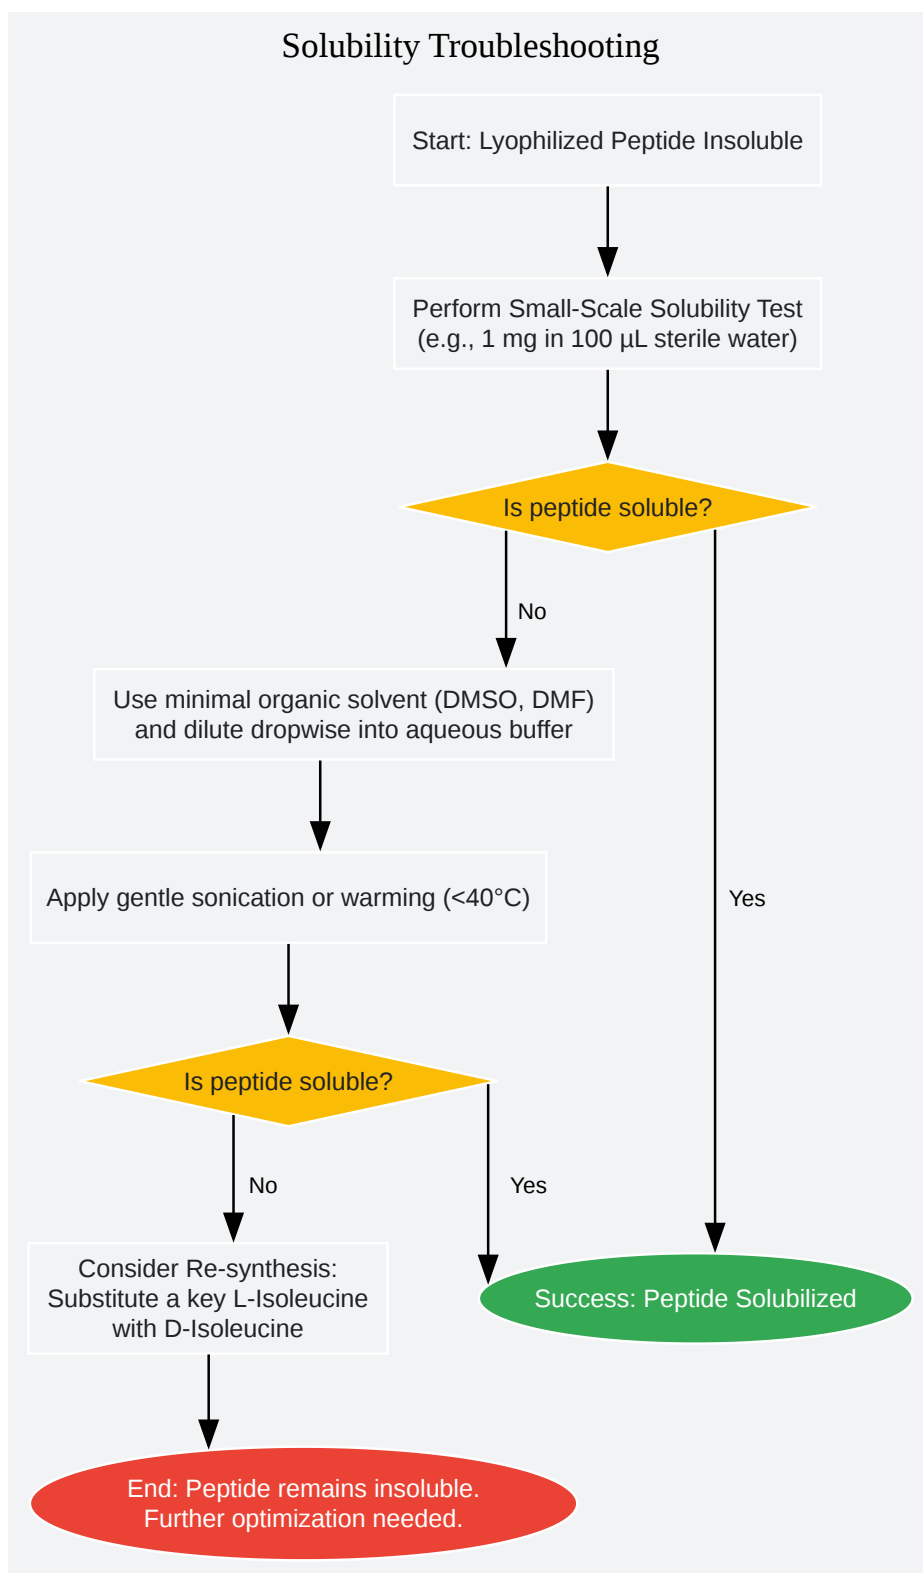 Solubility Troubleshooting
Start: Lyophilized Peptide Insoluble
Perform Small-Scale Solubility Test
(e.g., 1 mg in 100 µL sterile water)
Is peptide soluble?
No
Use minimal organic solvent (DMSO, DMF)
and dilute dropwise into aqueous buffer
Apply gentle sonication or warming (<40°C)
Yes
Is peptide soluble?
No
Yes
Consider Re-synthesis:
Substitute a key L-Isoleucine
with D-Isoleucine
Success: Peptide Solubilized
End: Peptide remains insoluble.
Further optimization needed.